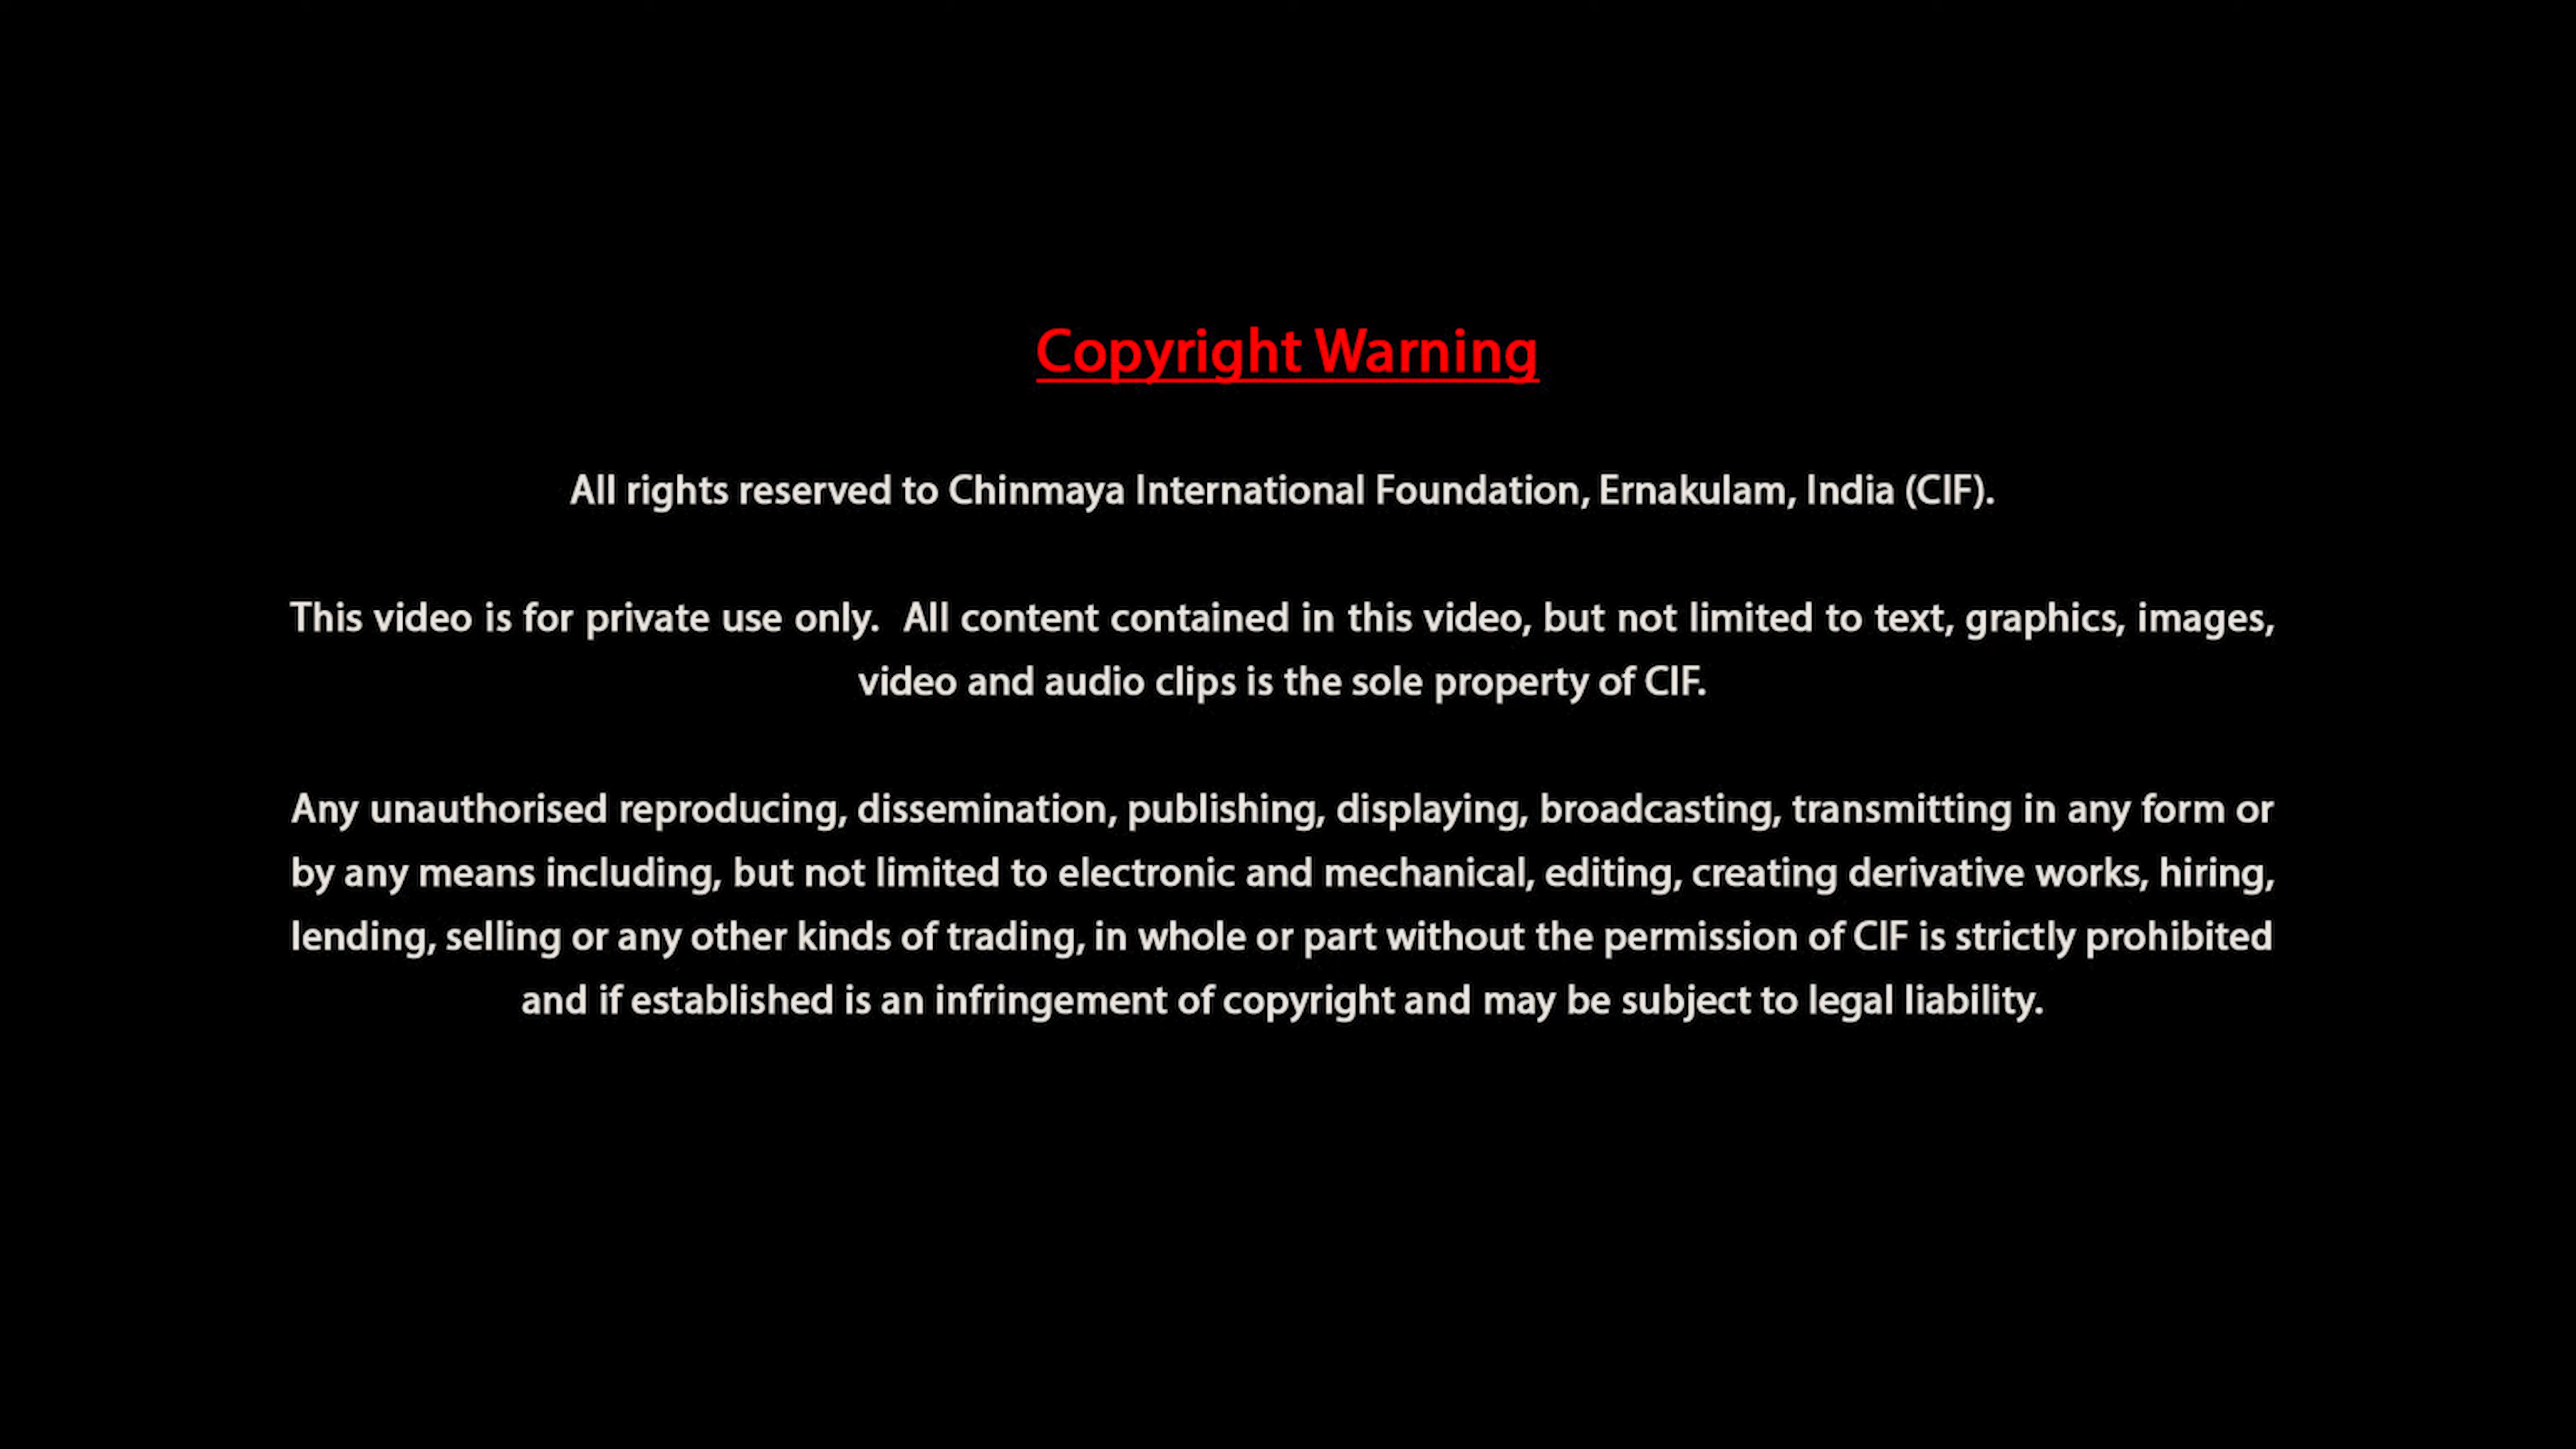 Copyright Warning
All rights reserved to Chinmaya International Foundation, Ernakulam, India (CIF).
This video is for private use only.  All content contained in this video, but not limited to text, graphics, images,
video and audio clips is the sole property of CIF.
Any unauthorised reproducing, dissemination, publishing, displaying, broadcasting, transmitting in any form or
by any means including, but not limited to electronic and mechanical, editing, creating derivative works, hiring,
lending, selling or any other kinds of trading, in whole or part without the permission of CIF is strictly prohibited
and if established is an infringement of copyright and may be subject to legal liability.